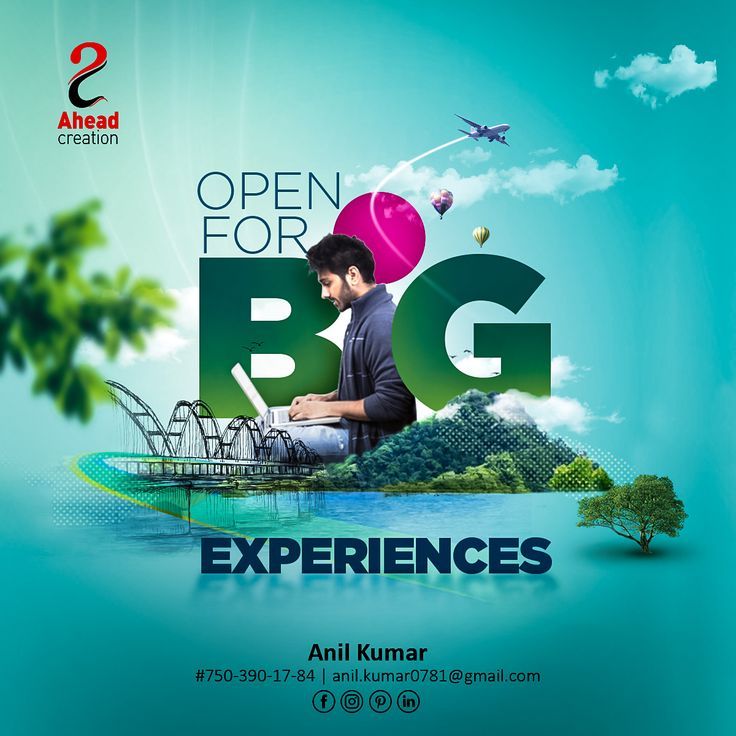 Ahead
creation
OPEN
FOR
BIG
EXPERIENCES
Anil Kumar
#750-390-17-84 | anil.kumar0781@gmail.com